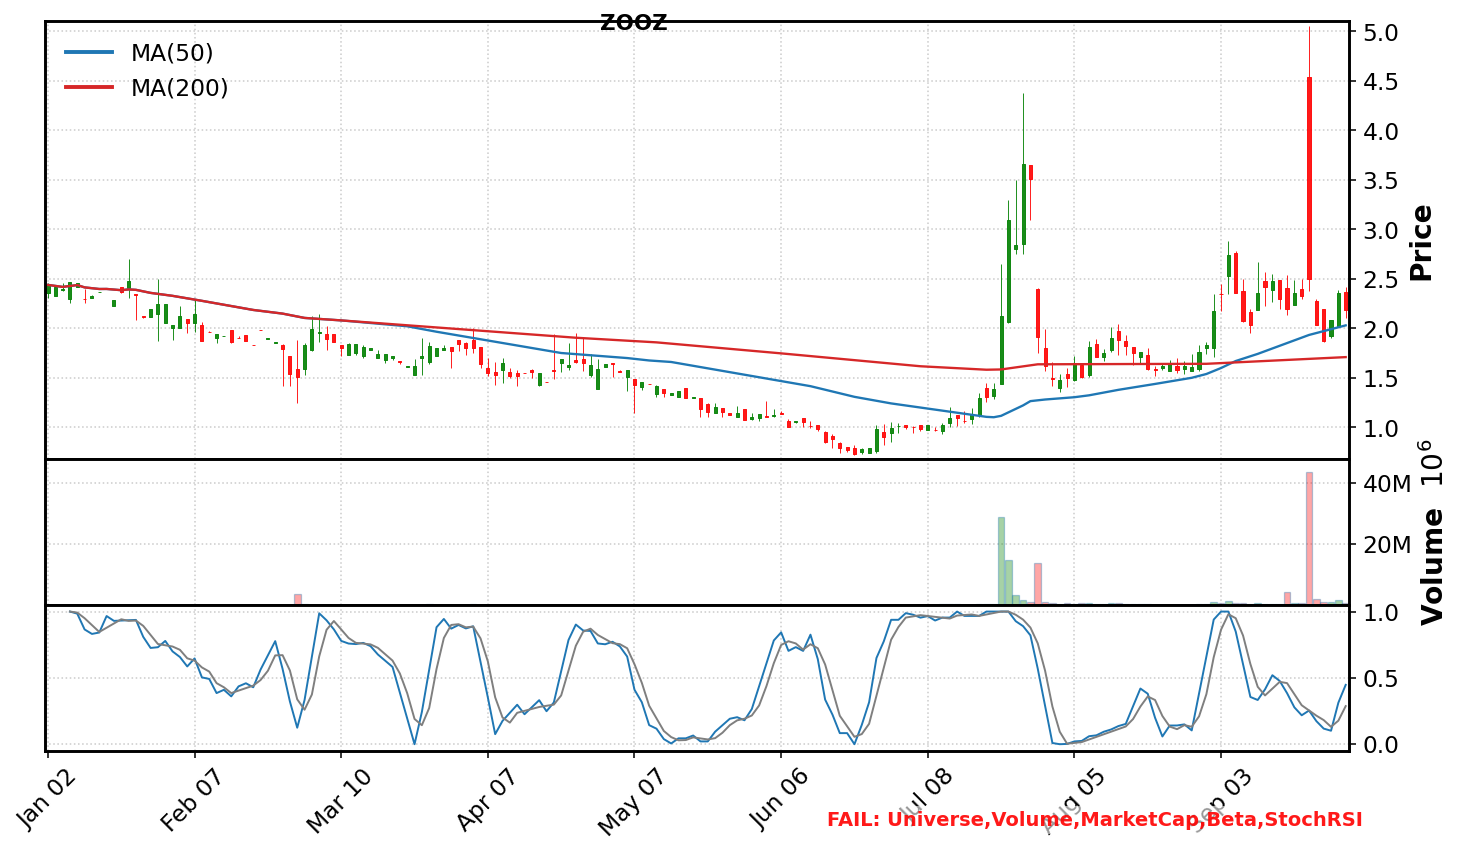 ZOOZ
MA(50)
MA(200)
5.0
4.5
4.0
3.5
3.0
2.5
2.0
1.5
1.0
Price
40M
20M
Volume 10^6
1.0
0.5
0.0
Jan 02
Feb 07
Mar 10
Apr 07
May 07
Jun 06
Jul 08
Aug 05
Sep 03
FAIL: Universe,Volume,MarketCap,Beta,StochRSI